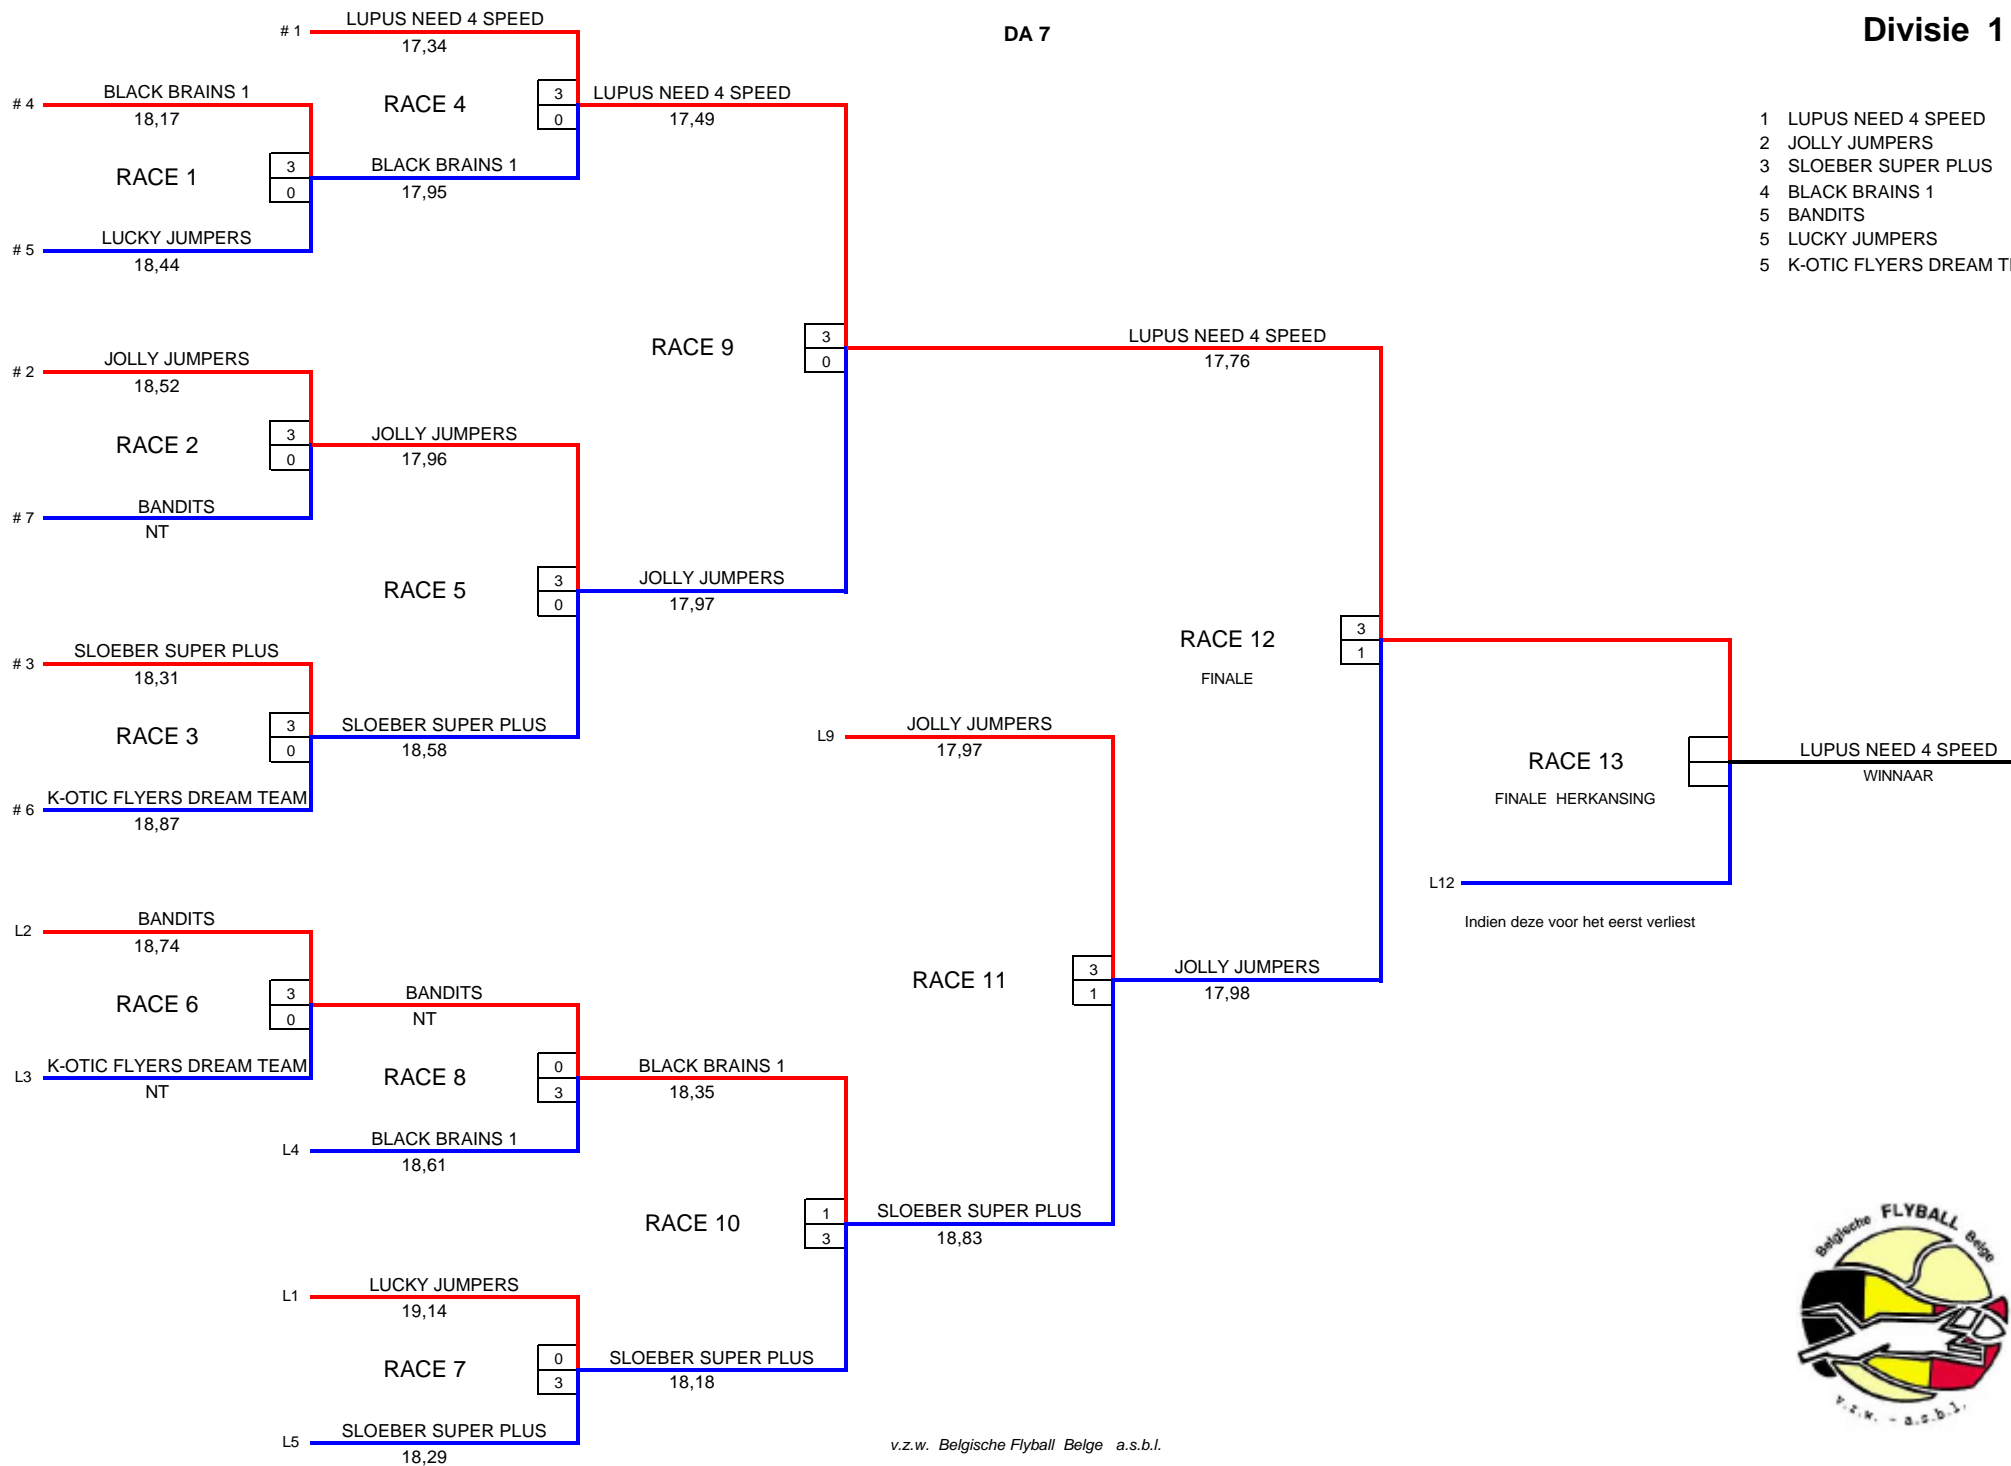 DA 7
Divisie 1
1 LUPUS NEED 4 SPEED
2 JOLLY JUMPERS
3 SLOEBER SUPER PLUS
4 BLACK BRAINS 1
5 BANDITS
5 LUCKY JUMPERS
5 K-OTIC FLYERS DREAM
# 1 LUPUS NEED 4 SPEED
17,34
# 4 BLACK BRAINS 1
18,17
RACE 1
3
0
# 5 LUCKY JUMPERS
18,44
RACE 4
3
0
BLACK BRAINS 1
17,95
LUPUS NEED 4 SPEED
17,49
# 2 JOLLY JUMPERS
18,52
RACE 2
3
0
# 7 BANDITS
NT
JOLLY JUMPERS
17,96
RACE 5
3
0
# 3 SLOEBER SUPER PLUS
18,31
RACE 3
3
0
# 6 K-OTIC FLYERS DREAM TEAM
18,87
SLOEBER SUPER PLUS
18,58
JOLLY JUMPERS
17,97
RACE 9
3
0
LUPUS NEED 4 SPEED
17,76
RACE 12
FINALE
3
1
L9 JOLLY JUMPERS
17,97
RACE 11
3
1
JOLLY JUMPERS
17,98
RACE 13
FINALE HERKANSING
LUPUS NEED 4 SPEED
WINNAAR
L12
Indien deze voor het eerst verliest
L2 BANDITS
18,74
RACE 6
3
0
L3 K-OTIC FLYERS DREAM TEAM
NT
BANDITS
NT
RACE 8
0
3
L4 BLACK BRAINS 1
18,61
BLACK BRAINS 1
18,35
RACE 10
1
3
SLOEBER SUPER PLUS
18,83
L1 LUCKY JUMPERS
19,14
RACE 7
0
3
L5 SLOEBER SUPER PLUS
18,29
SLOEBER SUPER PLUS
18,18
v.z.w. Belgische Flyball Belge a.s.b.l.
Belgische FLYBALL Belge
v.z.w. - a.s.b.l.